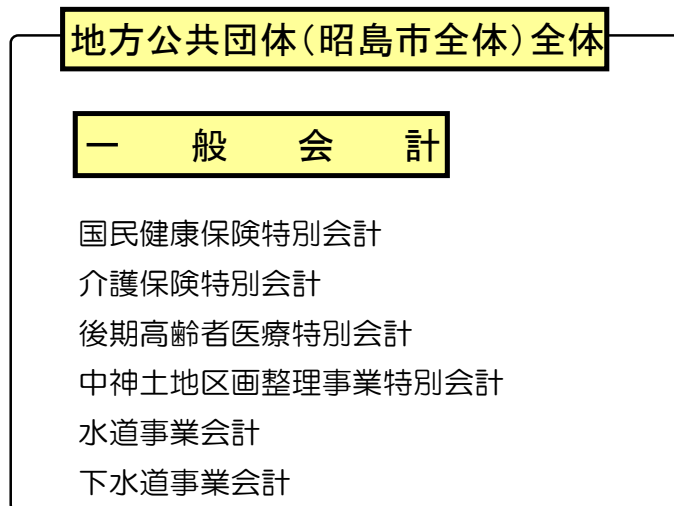 地方公共団体(昭島市全体)全体
一般会計
国民健康保険特別会計
介護保険特別会計
後期高齢者医療特別会計
中神土地区画整理事業特別会計
水道事業会計
下水道事業会計